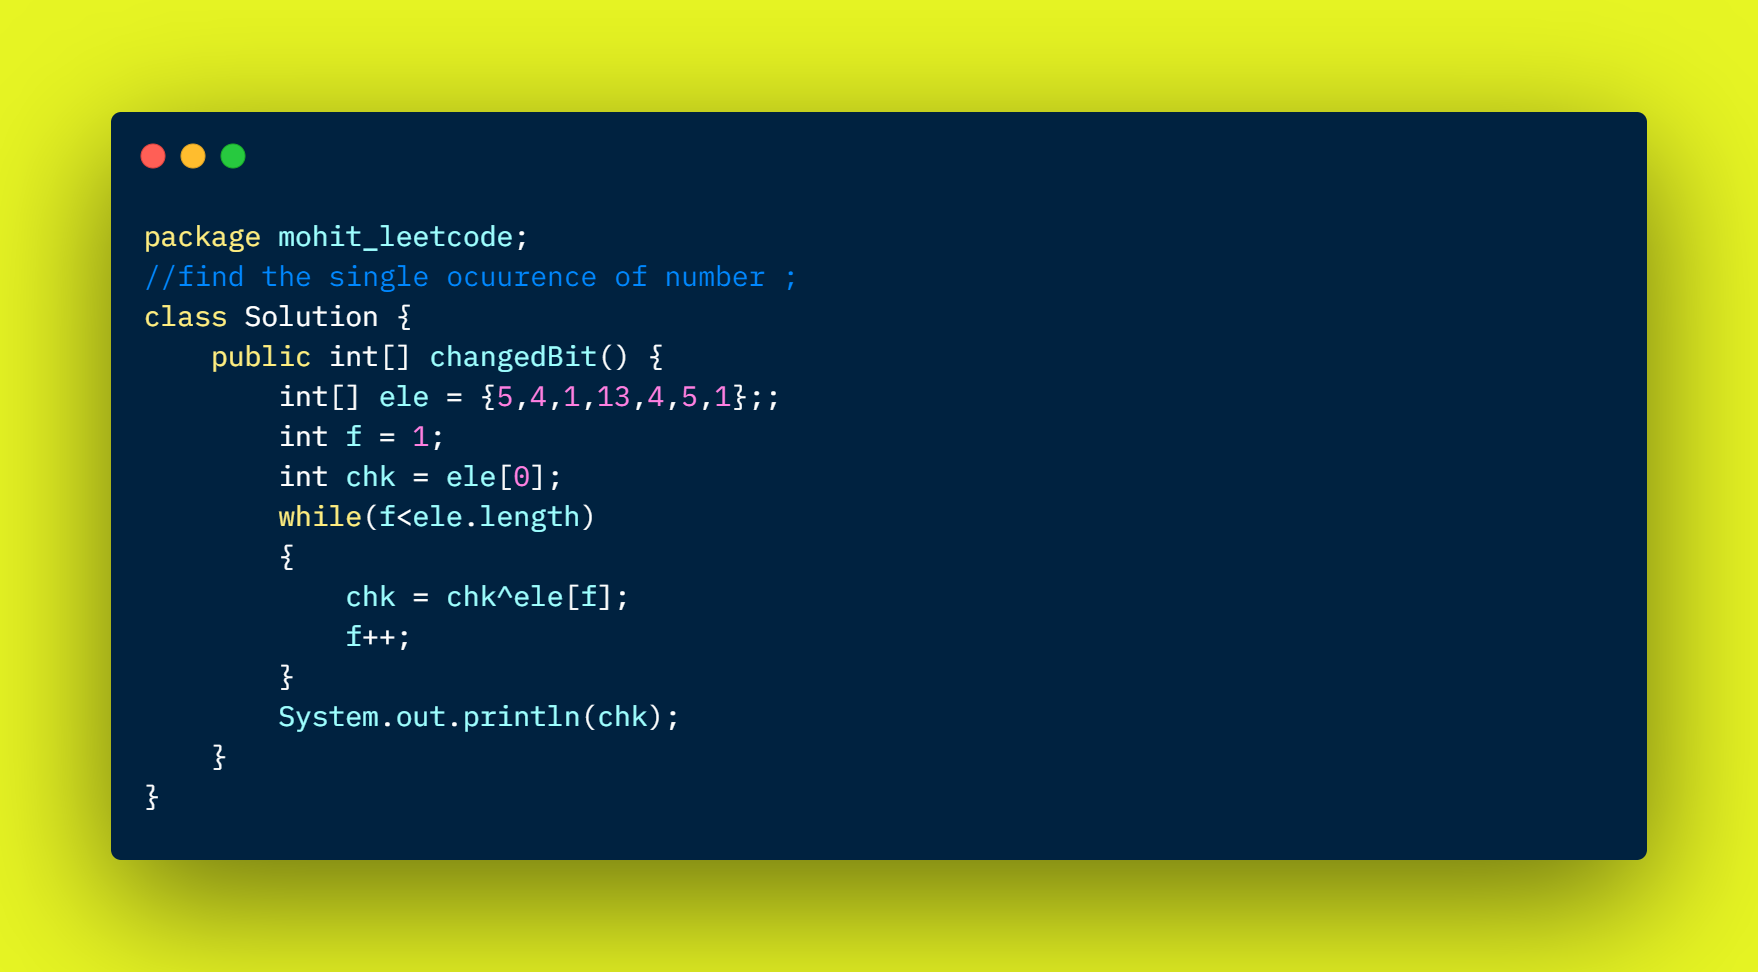 package mohit_leetcode;
//find the single ocuurence of number ;
class Solution {
    public int[] changedBit() {
        int[] ele = {5,4,1,13,4,5,1};;
        int f = 1;
        int chk = ele[0];
        while(f<ele.length)
        {
            chk = chk^ele[f];
            f++;
        }
        System.out.println(chk);
    }
}